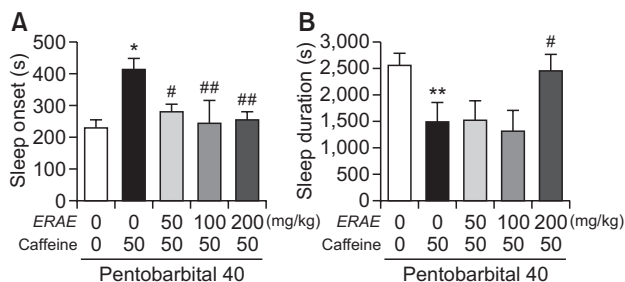 A
Sleep onset (s)
500
400
300
200
100
0
*
#
##
##
ERAE 0 0 50 100 200 (mg/kg)
Caffeine 0 50 50 50 50
Pentobarbital 40
B
Sleep duration (s)
3,000
2,500
2,000
1,500
1,000
500
0
**
#
ERAE 0 0 50 100 200 (mg/kg)
Caffeine 0 50 50 50 50
Pentobarbital 40